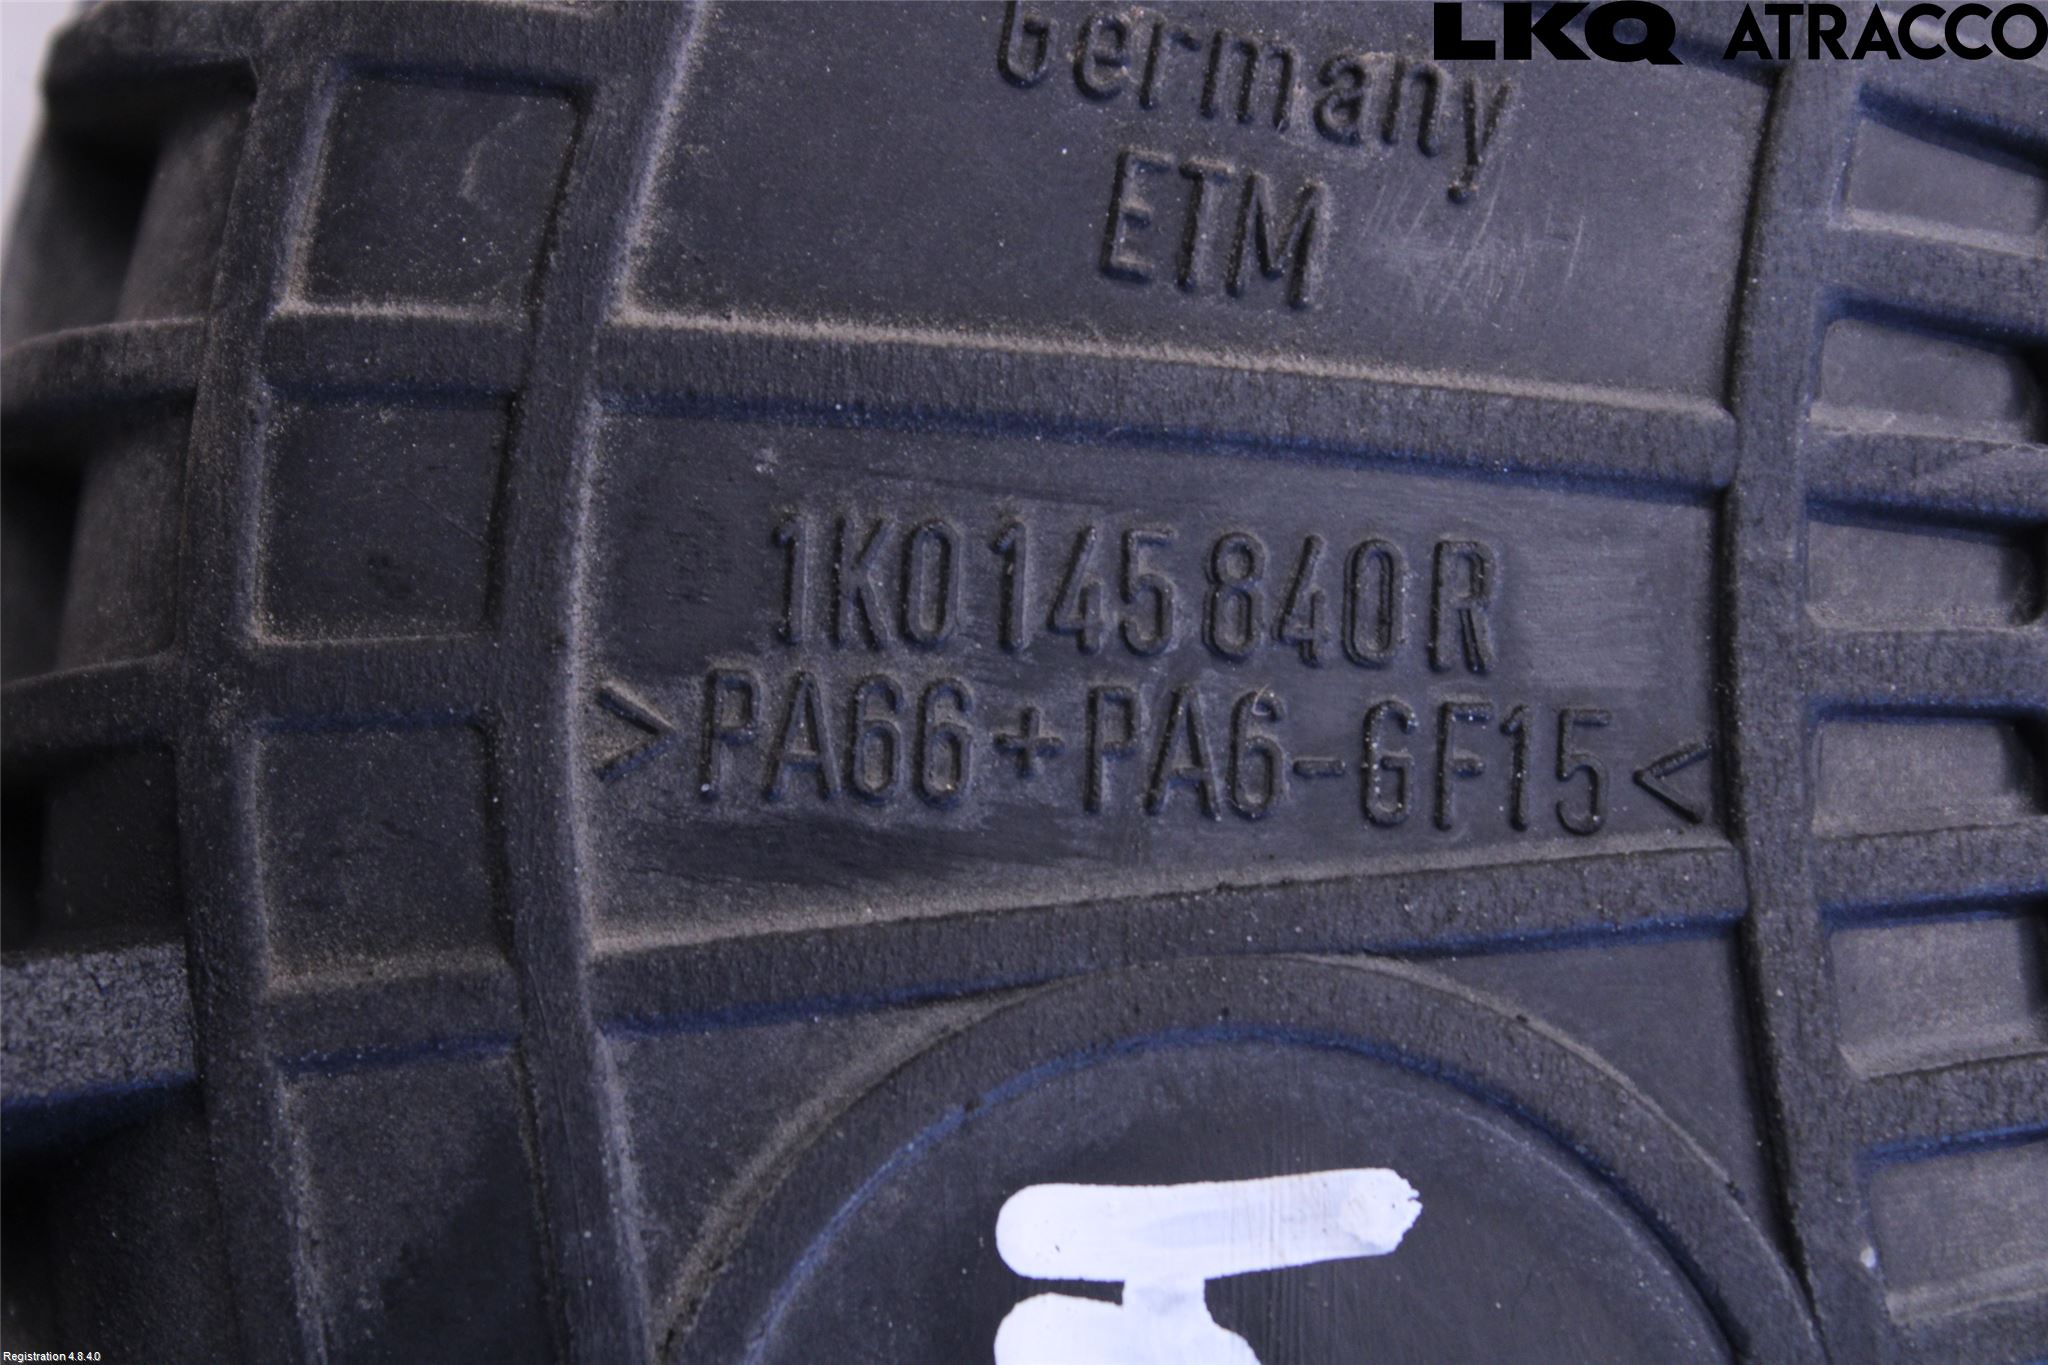 LKQ ATRACCO
Germany
ETM
1K0145840R
>PA66+PA6-GF15<
Registration 4.8.4.0